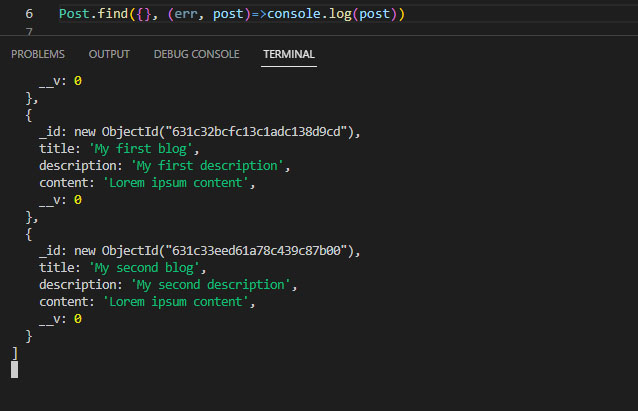 6 Post.find({}, (err, post)=>console.log(post))
7
PROBLEMS OUTPUT DEBUG CONSOLE TERMINAL
__v: 0
},
{
_id: new ObjectId("631c32bcfc13c1adc138d9cd"),
title: 'My first blog',
description: 'My first description',
content: 'Lorem ipsum content',
__v: 0
},
{
_id: new ObjectId("631c33eed61a78c439c87b00"),
title: 'My second blog',
description: 'My second description',
content: 'Lorem ipsum content',
__v: 0
}
]